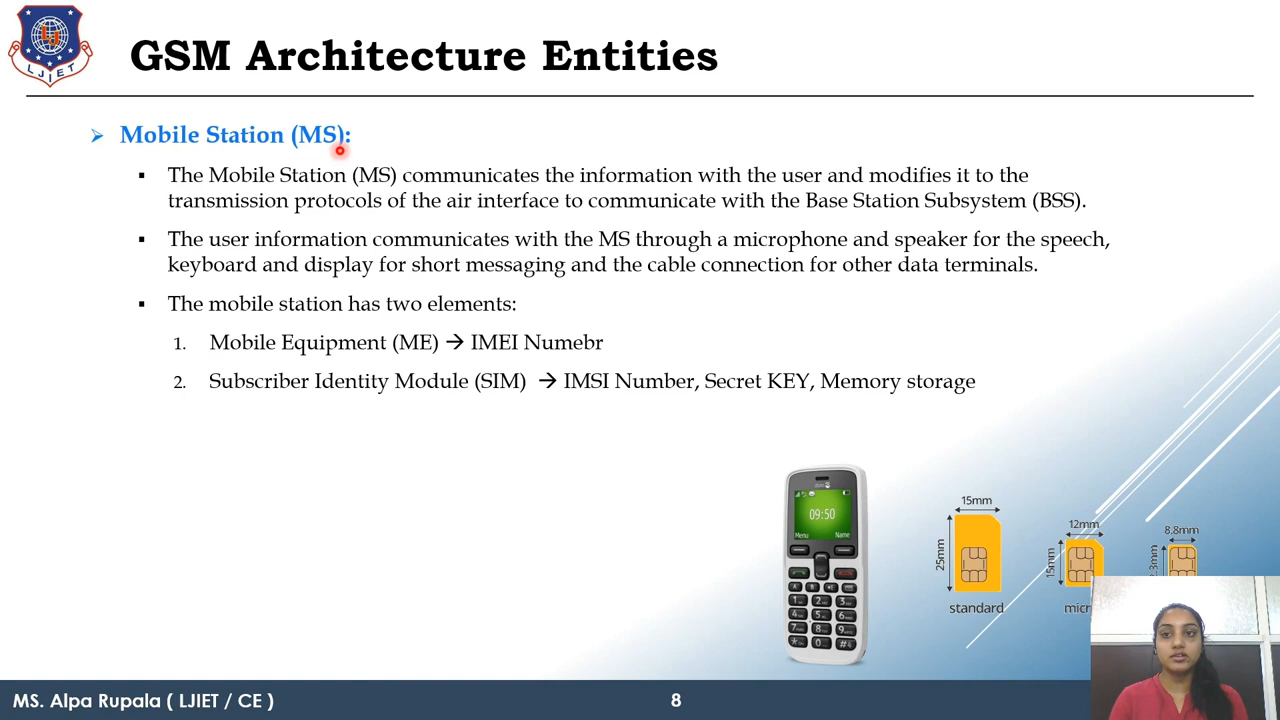 LJIET
GSM Architecture Entities
Mobile Station (MS):
The Mobile Station (MS) communicates the information with the user and modifies it to the
transmission protocols of the air interface to communicate with the Base Station Subsystem (BSS).
The user information communicates with the MS through a microphone and speaker for the speech,
keyboard and display for short messaging and the cable connection for other data terminals.
The mobile station has two elements:
1. Mobile Equipment (ME) → IMEI Numebr
2. Subscriber Identity Module (SIM) → IMSI Number, Secret KEY, Memory storage
09:50
Menu Name
15mm
25mm
standard
12mm
15mm
8.8mm
MS. Alpa Rupala ( LJIET / CE )
8